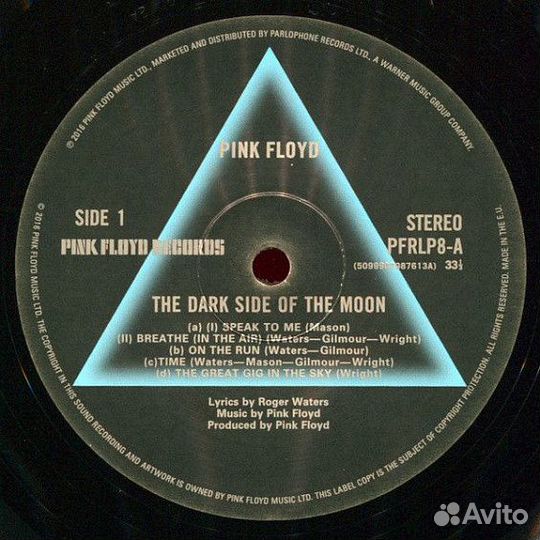 © 2016 PINK FLOYD MUSIC LTD., MARKETED AND DISTRIBUTED BY PARLOPHONE RECORDS LTD., A WARNER MUSIC GROUP COMPANY.
PINK FLOYD
SIDE 1
STEREO
PINK FLOYD RECORDS
PFRLP8-A
33⅓
THE DARK SIDE OF THE MOON
(a) (I) SPEAK TO ME (Mason)
(II) BREATHE (IN THE AIR) (Waters—Gilmour—Wright)
(b) ON THE RUN (Waters—Gilmour)
(c)TIME (Waters—Mason—Gilmour—Wright)
(d) THE GREAT GIG IN THE SKY (Wright)
Lyrics by Roger Waters
Music by Pink Floyd
Produced by Pink Floyd
℗ 2016 PINK FLOYD MUSIC LTD. THE COPYRIGHT IN THIS SOUND RECORDING AND ARTWORK IS OWNED BY PINK FLOYD MUSIC LTD. THIS LABEL COPY IS THE SUBJECT OF COPYRIGHT PROTECTION. ALL RIGHTS RESERVED. MADE IN THE E.U.
Avito